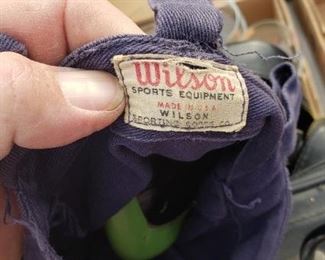 Wilson
SPORTS EQUIPMENT
MADE IN U.S.A.
WILSON
SPORTING GOODS CO.